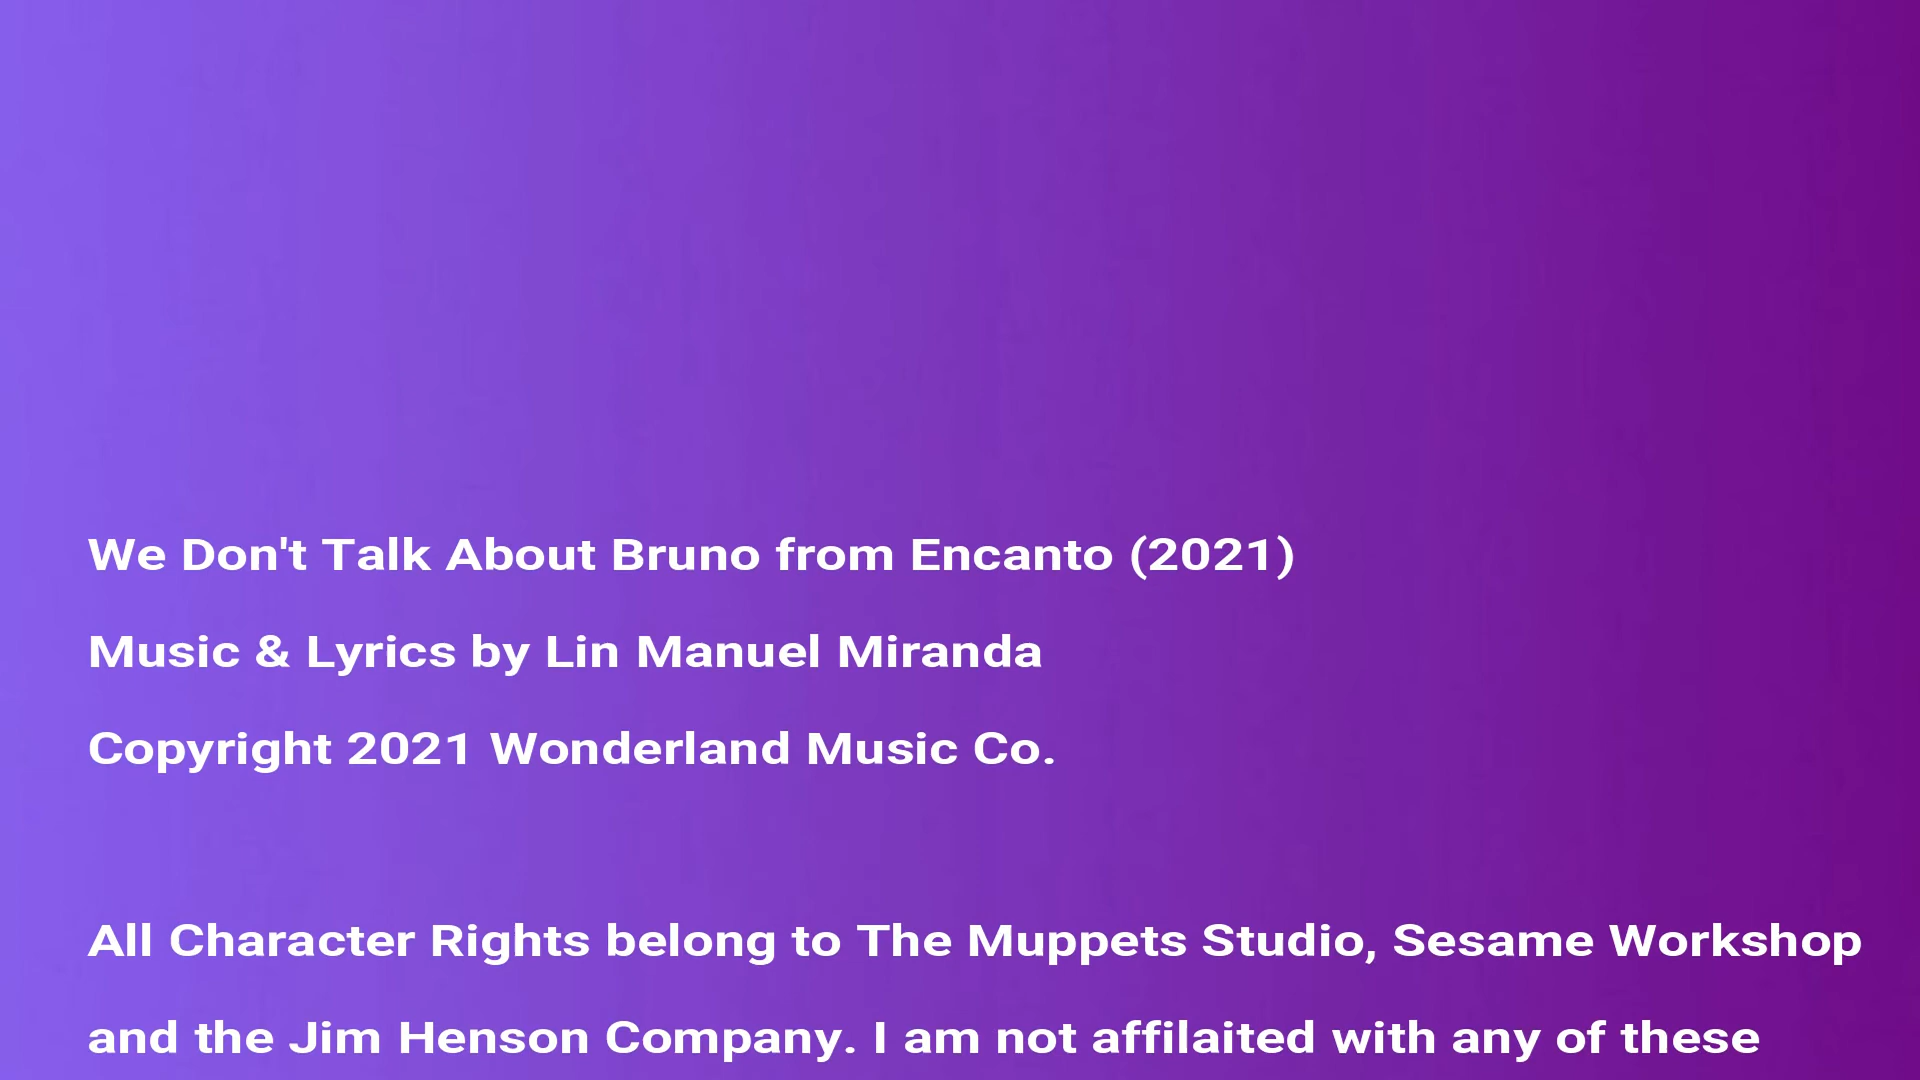 We Don't Talk About Bruno from Encanto (2021)
Music & Lyrics by Lin Manuel Miranda
Copyright 2021 Wonderland Music Co.
All Character Rights belong to The Muppets Studio, Sesame Workshop
and the Jim Henson Company. I am not affilaited with any of these